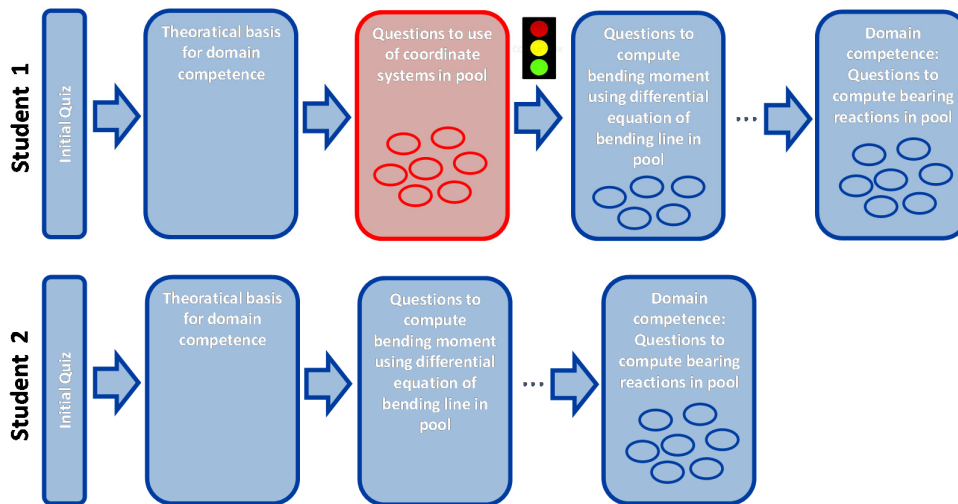 Student 1
Initial Quiz
Theoratical basis
for domain
competence
Questions to use
of coordinate
systems in pool
Questions to
compute
bending moment
using differential
equation of
bending line in
pool
...
Domain
competence:
Questions to
compute bearing
reactions in pool
Student 2
Initial Quiz
Theoratical basis
for domain
competence
Questions to
compute
bending moment
using differential
equation of
bending line in
pool
...
Domain
competence:
Questions to
compute bearing
reactions in pool